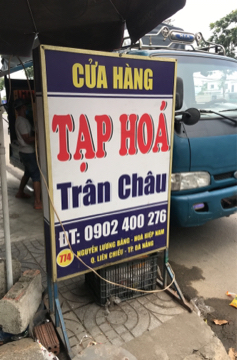 CỬA HÀNG
TẠP HOÁ
Trân Châu
ĐT: 0902 400 276
774 NGUYỄN LƯƠNG BẰNG - HOÀ HIỆP NAM
Q. LIÊN CHIỂU - TP ĐÀ NẴNG